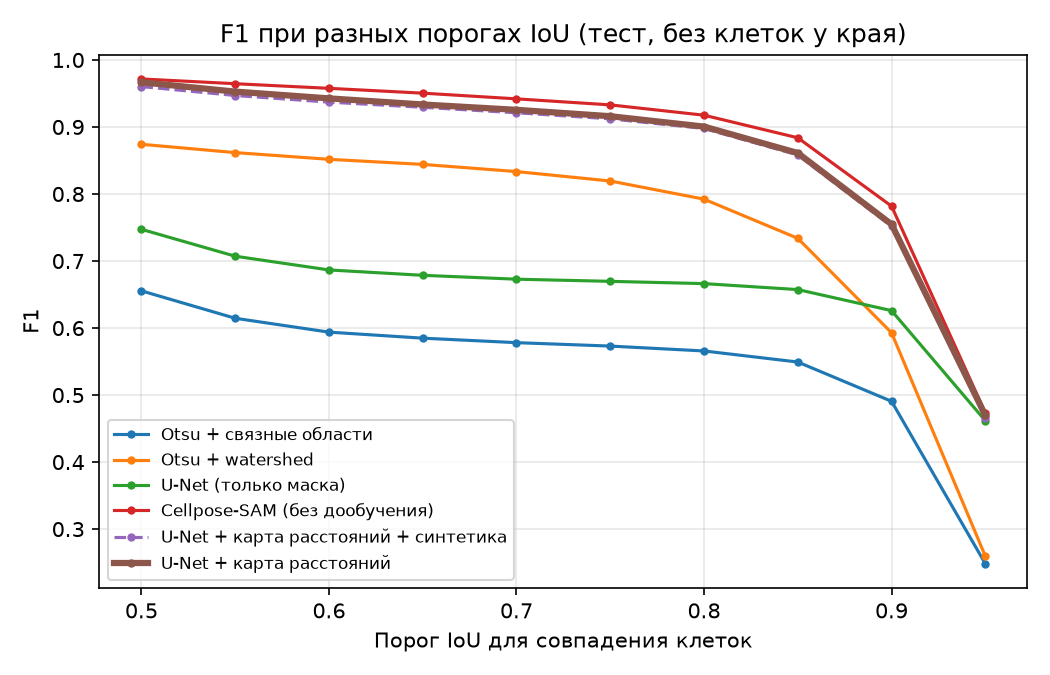 F1 при разных порогах IoU (тест, без клеток у края)
1.0
0.9
0.8
0.7
0.6
0.5
0.4
0.3
F1
Otsu + связные области
Otsu + watershed
U-Net (только маска)
Cellpose-SAM (без дообучения)
U-Net + карта расстояний + синтетика
U-Net + карта расстояний
0.5 0.6 0.7 0.8 0.9
Порог IoU для совпадения клеток